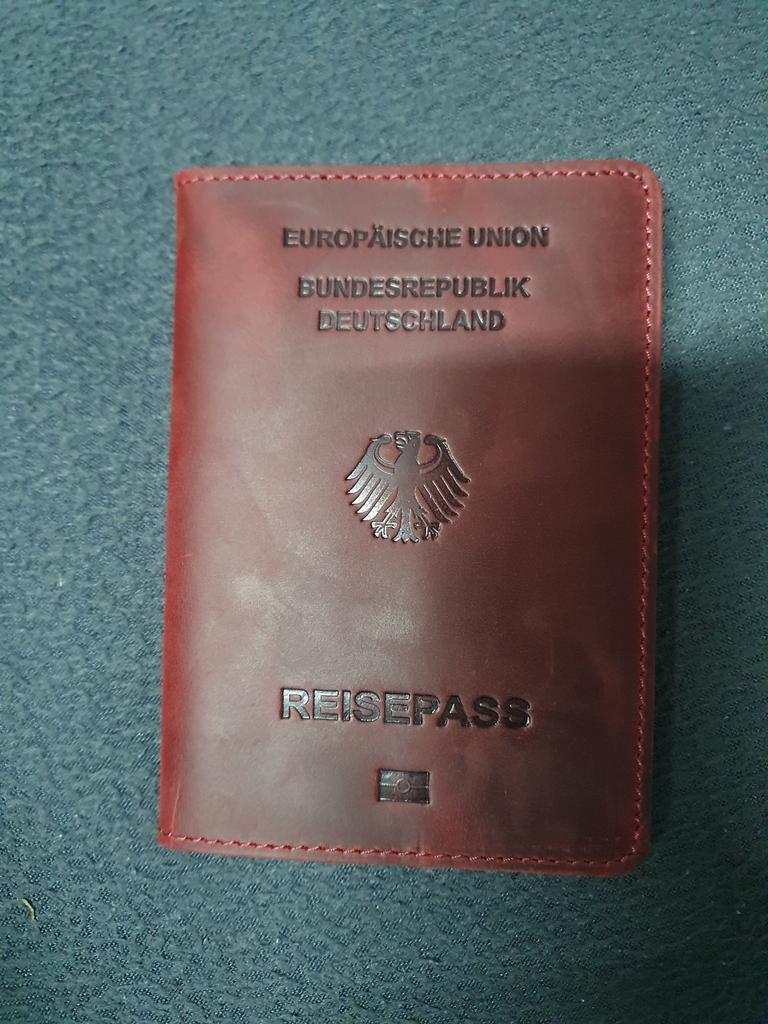 EUROPÄISCHE UNION
BUNDESREPUBLIK
DEUTSCHLAND
REISEPASS